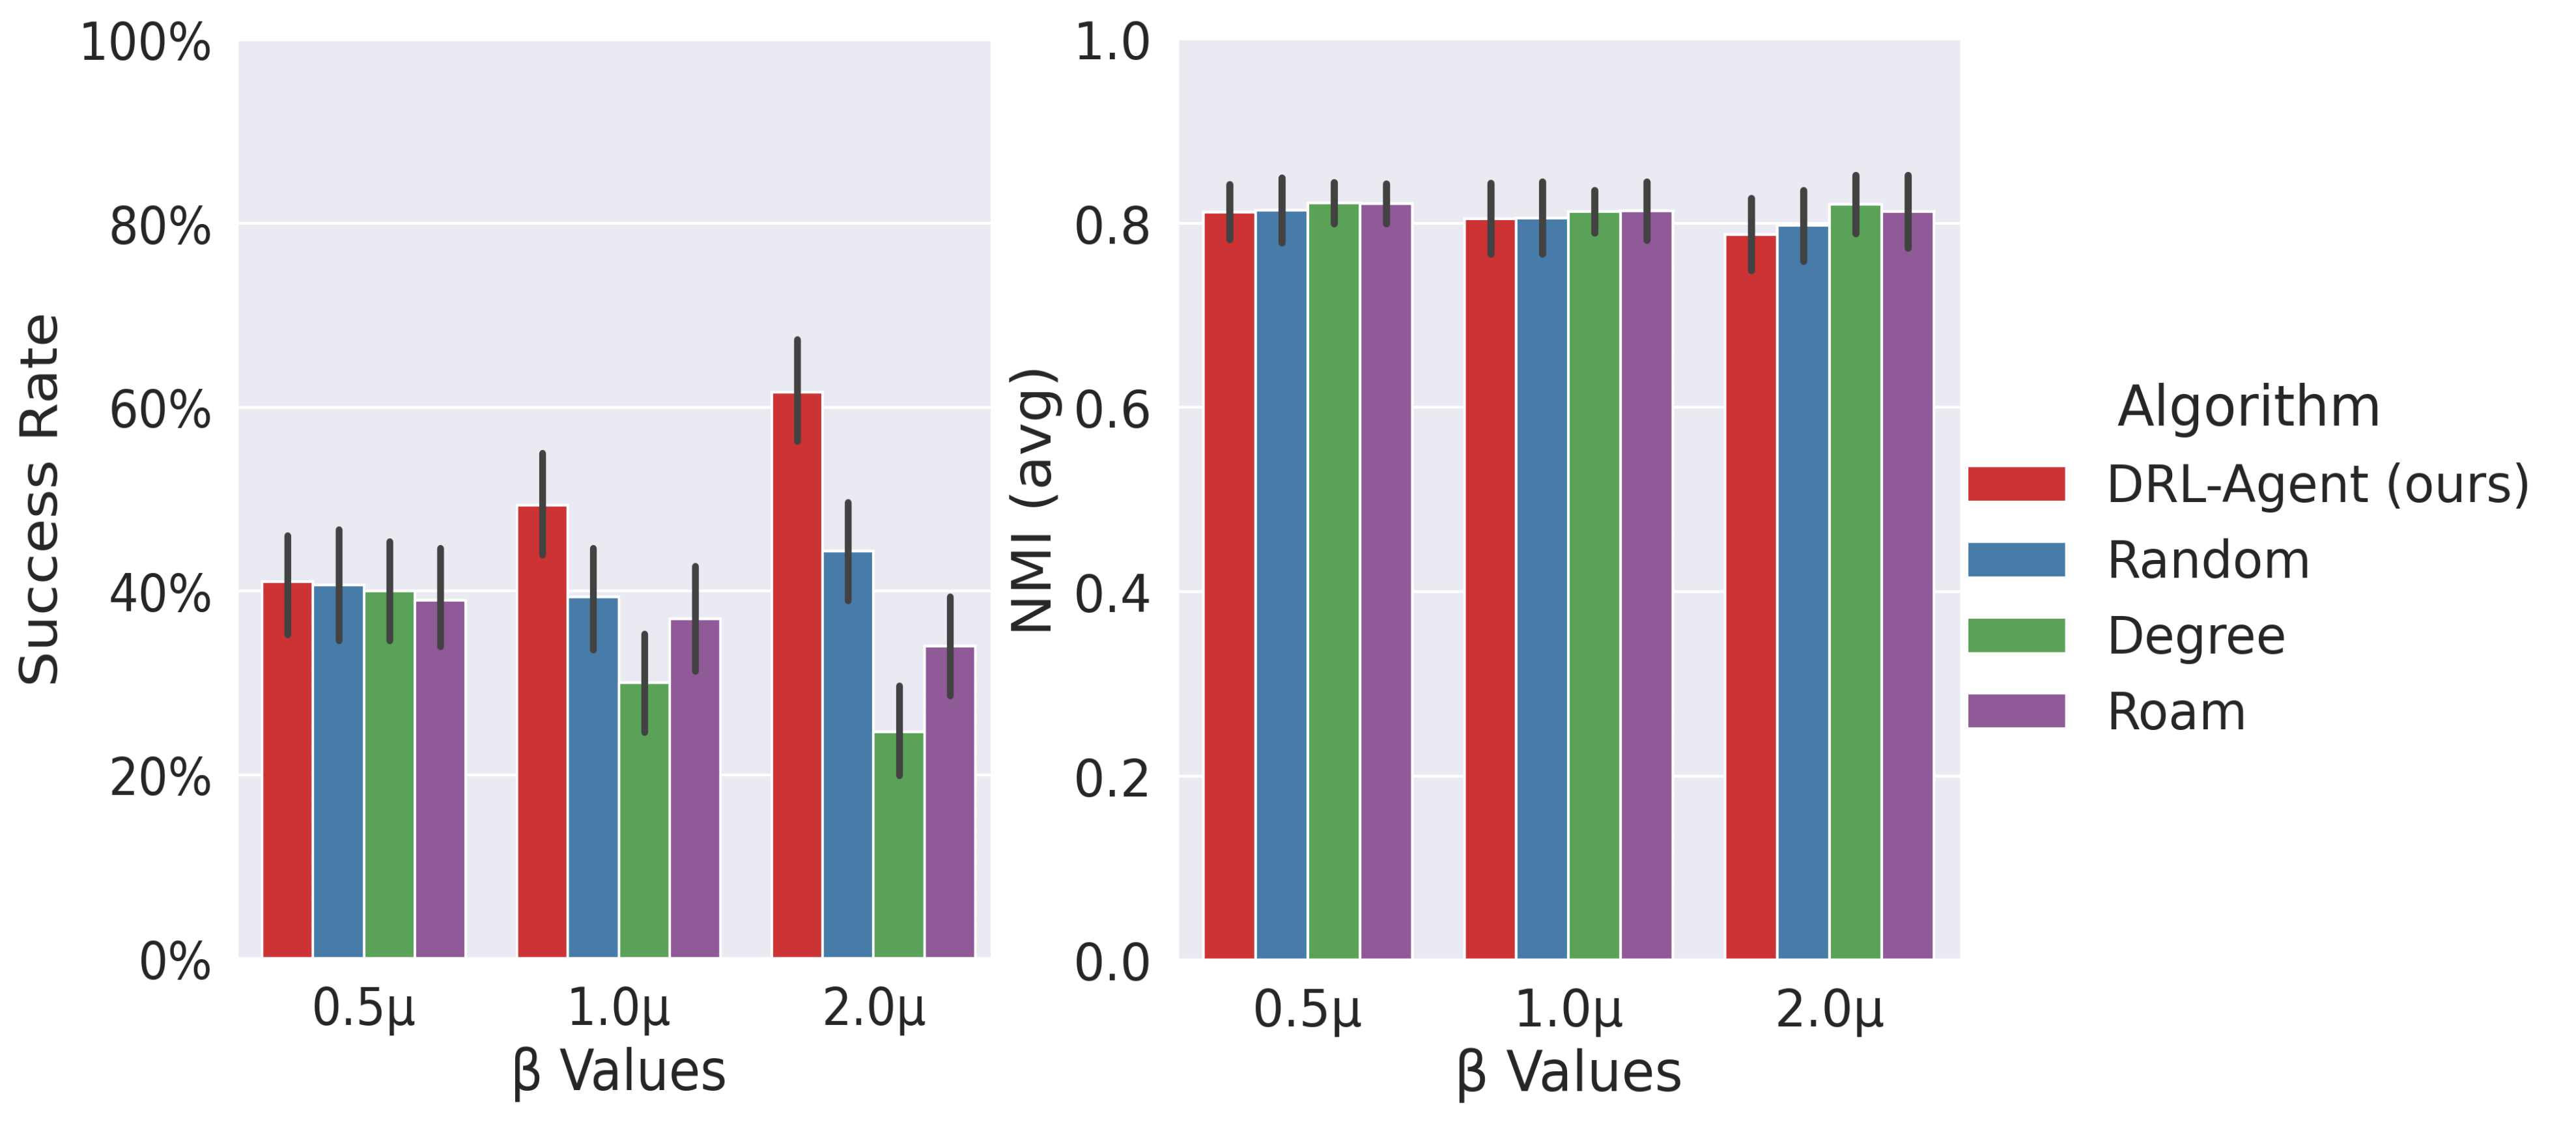 Success Rate
100%
80%
60%
40%
20%
0%
0.5μ 1.0μ 2.0μ
β Values
NMI (avg)
1.0
0.8
0.6
0.4
0.2
0.0
0.5μ 1.0μ 2.0μ
β Values
Algorithm
DRL-Agent (ours)
Random
Degree
Roam